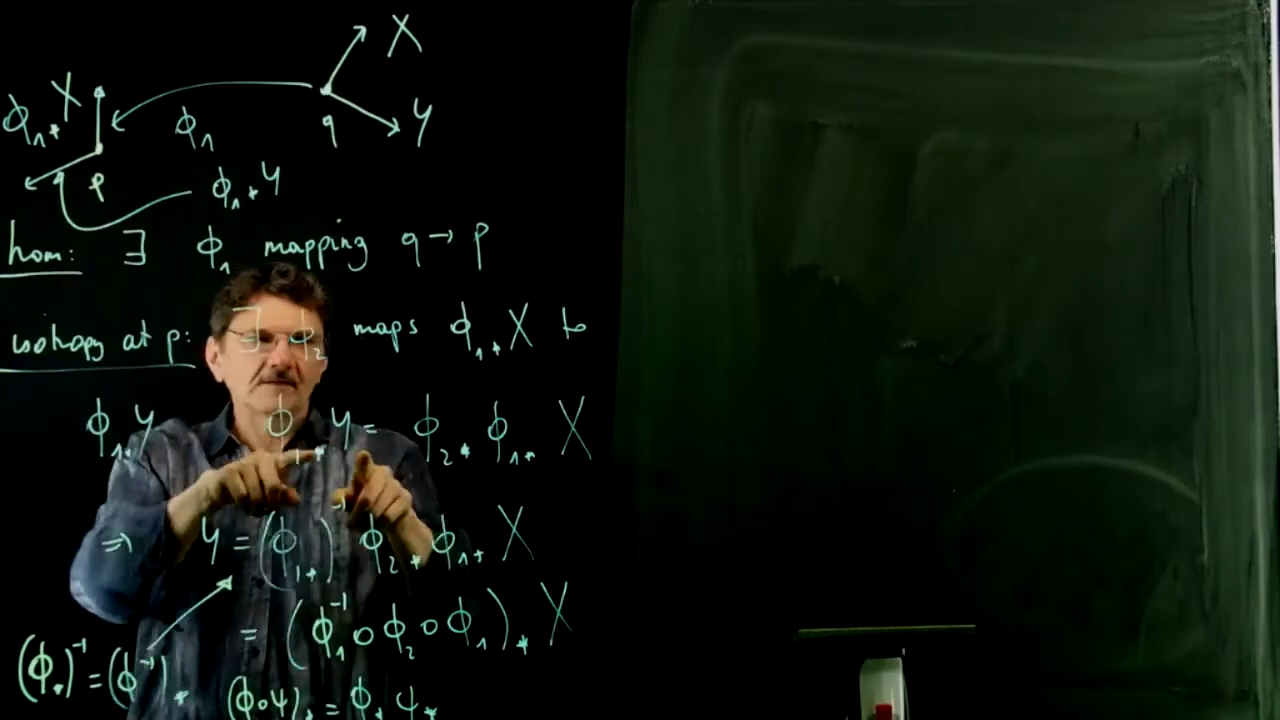 X
ϕ₁⁎X ϕ₁ q Y
p ϕ₁⁎Y
hom: ∃ ϕ₁ mapping q → p
isotropy at p: ∃ ϕ₂ maps ϕ₁⁎X to
ϕ₁⁎Y ϕ₁⁎Y = ϕ₂⁎ ϕ₁⁎ X
⇒ Y = (ϕ₁⁎)⁻¹ ϕ₂⁎ ϕ₁⁎ X
= (ϕ₁⁻¹ ∘ ϕ₂ ∘ ϕ₁)⁎ X
(ϕ⁎)⁻¹ = (ϕ⁻¹)⁎ (ϕ∘ψ)⁎ = ϕ⁎ ψ⁎